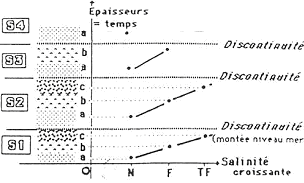 Épaisseurs
= temps
S4
a
Discontinuité
S3
b
a
Discontinuité
S2
c
b
a
Discontinuité
S1
c
b
a
(montée niveau mer
O
N
F
TF
Salinité
croissante